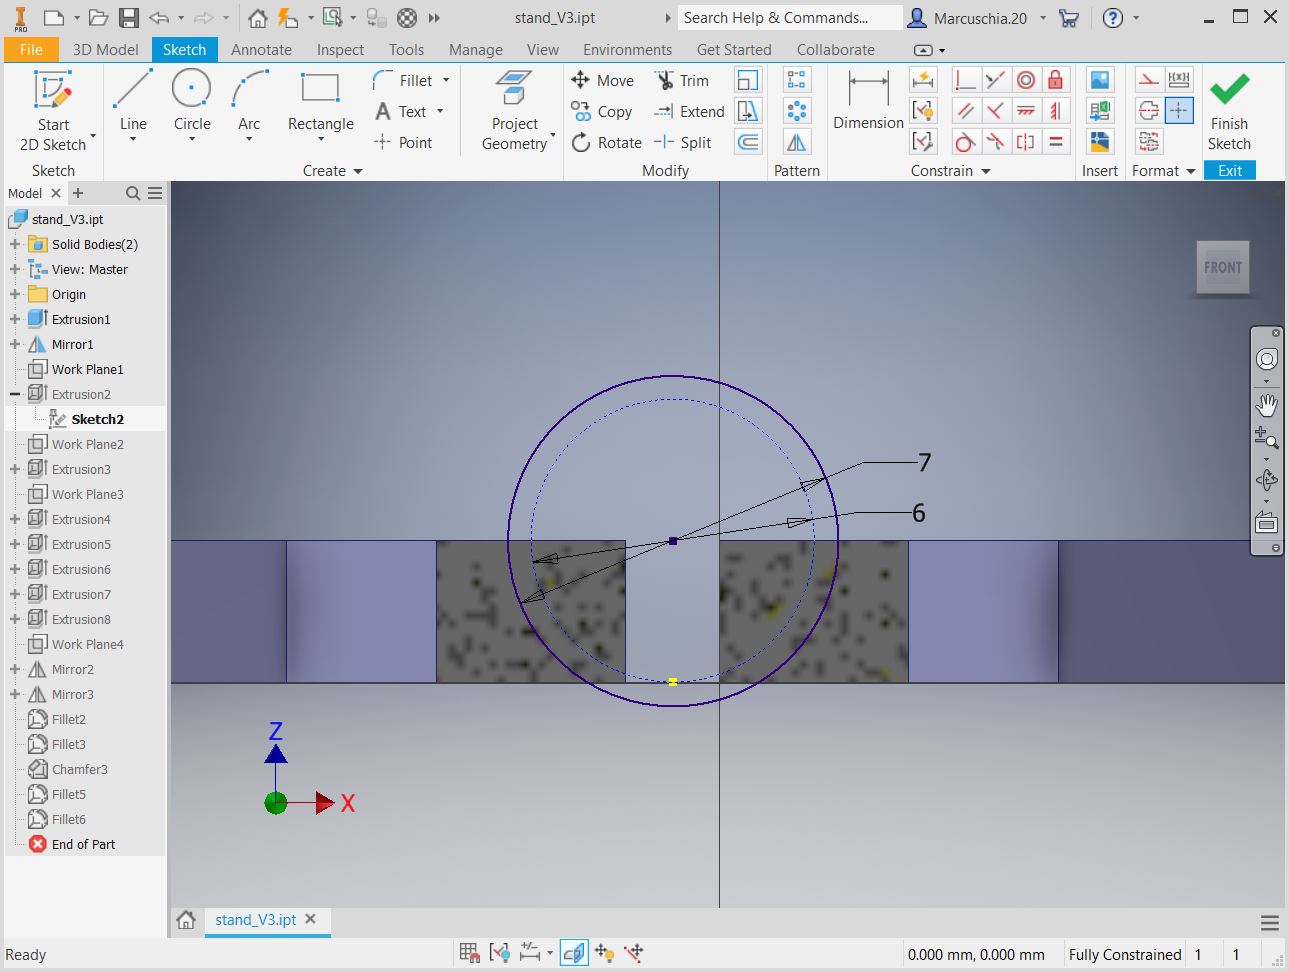 PRO
stand_V3.ipt
Search Help & Commands...
Marcuschia.20
File 3D Model Sketch Annotate Inspect Tools Manage View Environments Get Started Collaborate
Start
2D Sketch
Line
Circle
Arc
Rectangle
Fillet
Text
Point
Project
Geometry
Move
Copy
Rotate
Trim
Extend
Split
Dimension
Finish
Sketch
Sketch Create Modify Pattern Constrain Insert Format Exit
Model
stand_V3.ipt
Solid Bodies(2)
View: Master
Origin
Extrusion1
Mirror1
Work Plane1
Extrusion2
Sketch2
Work Plane2
Extrusion3
Work Plane3
Extrusion4
Extrusion5
Extrusion6
Extrusion7
Extrusion8
Work Plane4
Mirror2
Mirror3
Fillet2
Fillet3
Chamfer3
Fillet5
Fillet6
End of Part
FRONT
7
6
Z
X
stand_V3.ipt
Ready
0.000 mm, 0.000 mm Fully Constrained 1 1